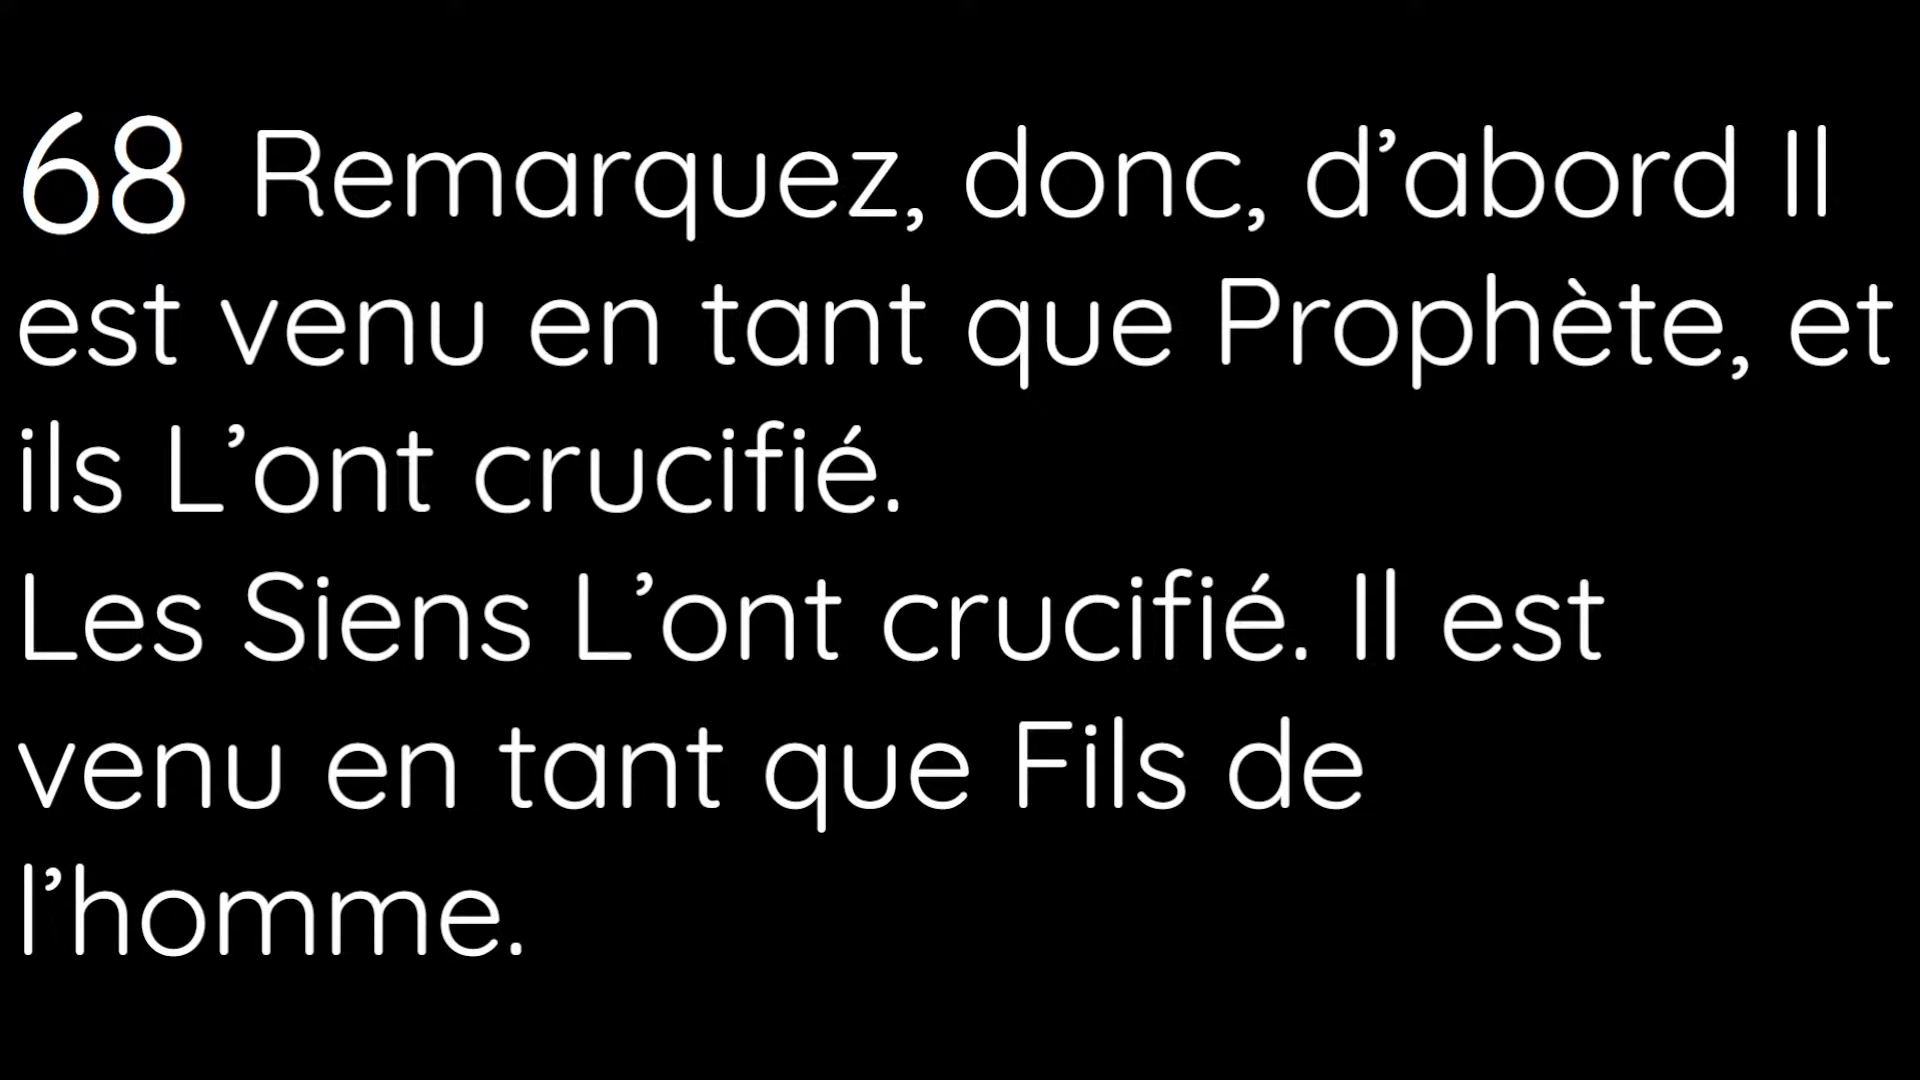 68 Remarquez, donc, d’abord Il
est venu en tant que Prophète, et
ils L’ont crucifié.
Les Siens L’ont crucifié. Il est
venu en tant que Fils de
l’homme.